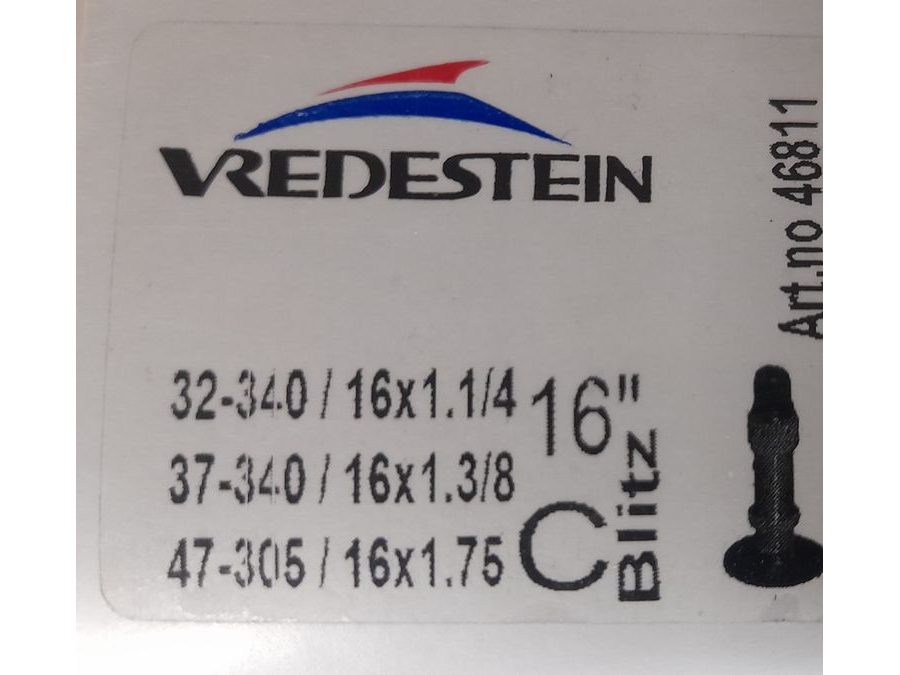 VREDESTEIN
32-340 / 16x1.1/4
37-340 / 16x1.3/8
47-305 / 16x1.75
16"
C
Blitz
Art.no 46811